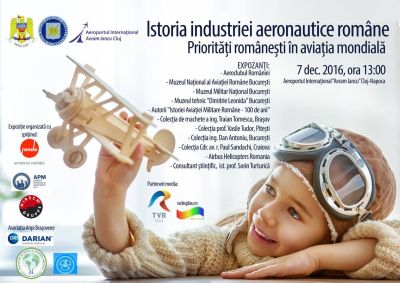 Aeroportul Internațional
Avram Iancu Cluj
Istoria industriei aeronautice române
Priorități românești în aviația mondială
EXPOZANȚI:
- Aeroclubul României
- Muzeul Național al Aviației Române București
- Muzeul Militar Național București
- Muzeul tehnic "Dimitrie Leonida" București
- Autorii "Istoriei Aviației Militare Române - 100 de ani"
- Colecția de machete a ing. Traian Tomescu, Brașov
- Colecția prof. Vasile Tudor, Pitești
- Colecția ing. Dan Antoniu, București
- Colecția Cdr. av. r. Paul Sandachi, Craiova
- Airbus Helicopters Romania
- Consultant științific, ist. prof. Sorin Turturică
7 dec. 2016, ora 13:00
Aeroportul Internațional "Avram Iancu" Cluj-Napoca
Expoziție organizată cu
sprijinul:
rondo
APM
Asociația Aripi Brașovene
DRS DARIAN
Parteneri media:
TVR
CLUJ
radiocluj.ro